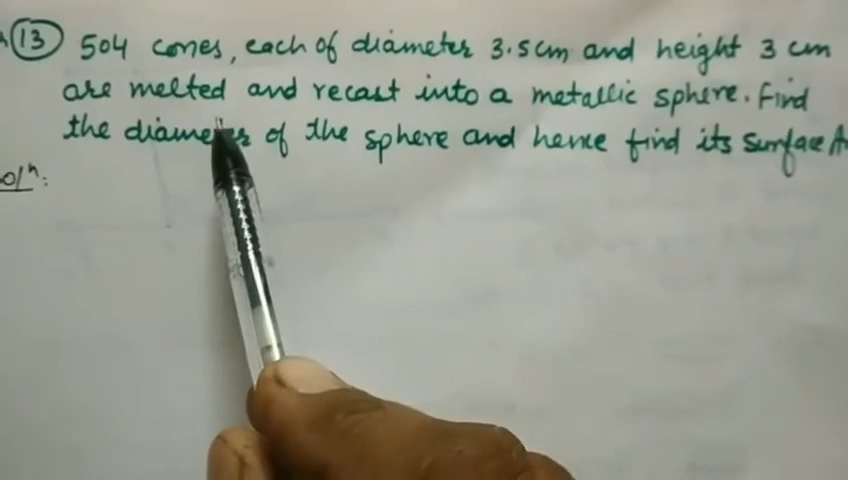 (13) 504 cones, each of diameter 3.5cm and height 3 cm
are melted and recast into a metallic sphere. Find
the diameter of the sphere and hence find its surface A
olⁿ: